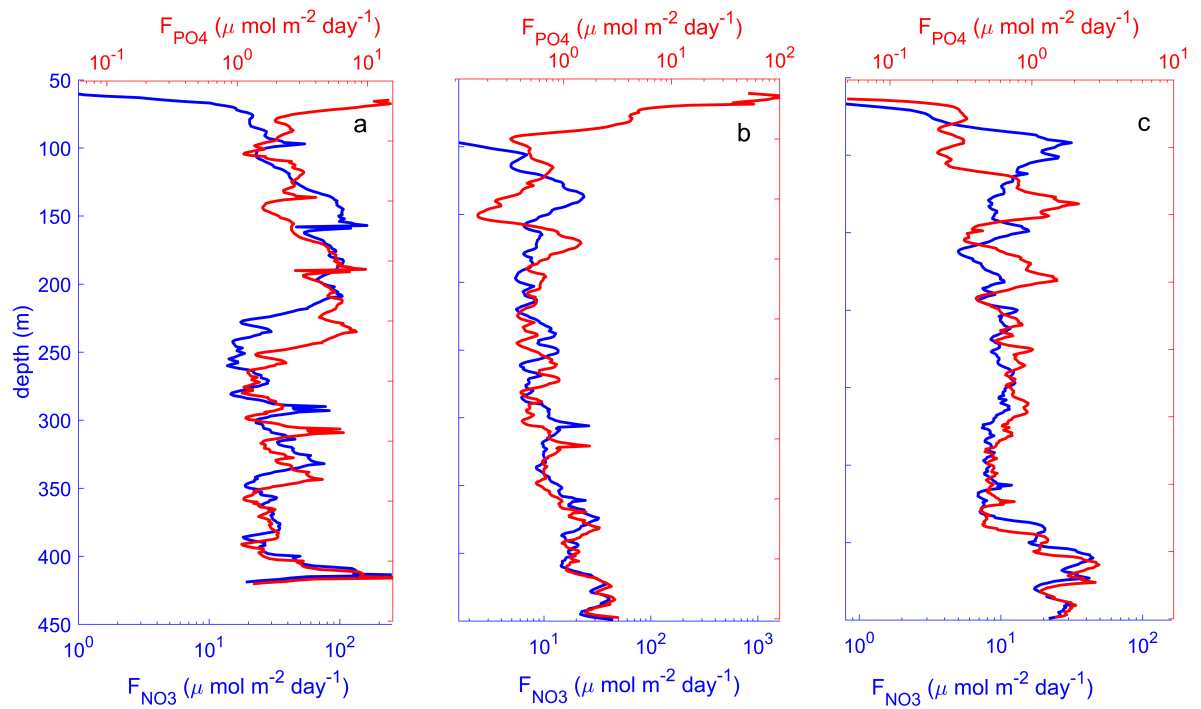 F_PO4 (μ mol m^-2 day^-1) F_PO4 (μ mol m^-2 day^-1) F_PO4 (μ mol m^-2 day^-1)
10^-1 10^0 10^1 10^0 10^1 10^2 10^-1 10^0 10
50
a b c
100
150
200
250
300
350
400
450
depth (m)
10^0 10^1 10^2 10^1 10^2 10^3 10^0 10^1 10^2
F_NO3 (μ mol m^-2 day^-1) F_NO3 (μ mol m^-2 day^-1) F_NO3 (μ mol m^-2 day^-1)